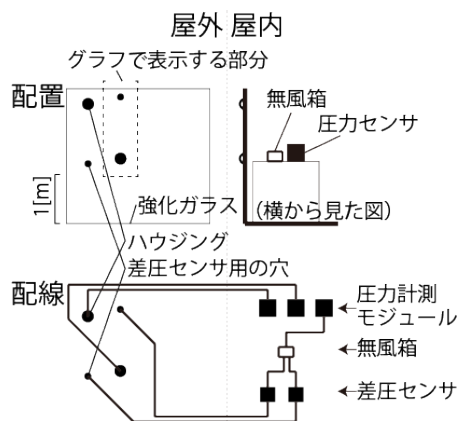 屋外 屋内
グラフで表示する部分
配置
無風箱
圧力センサ
1[m]
強化ガラス
(横から見た図)
ハウジング
差圧センサ用の穴
配線
圧力計測
モジュール
無風箱
差圧センサ